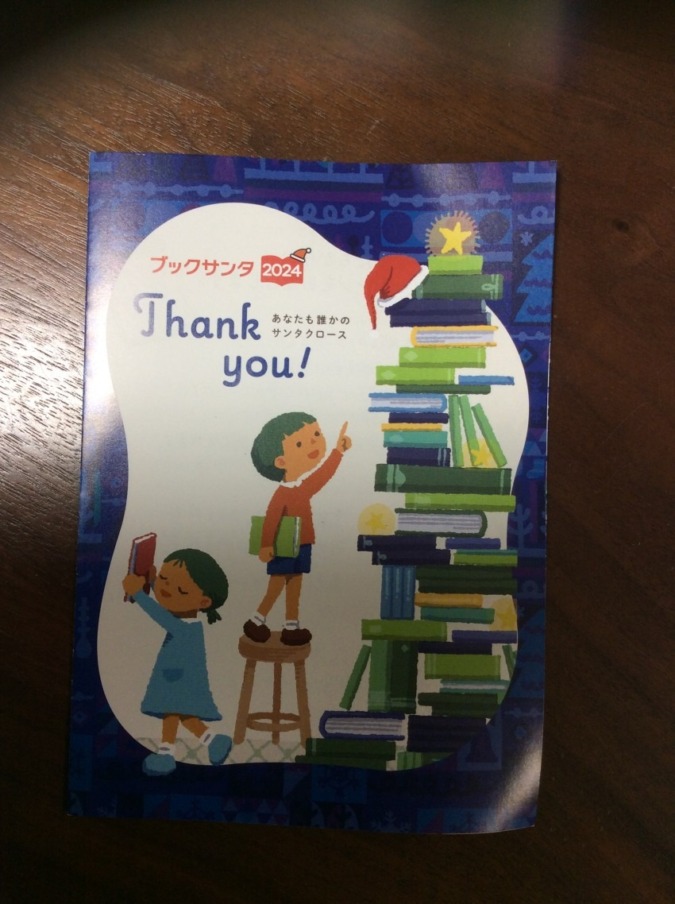 ブックサンタ 2024
Thank you!
あなたも誰かの
サンタクロース